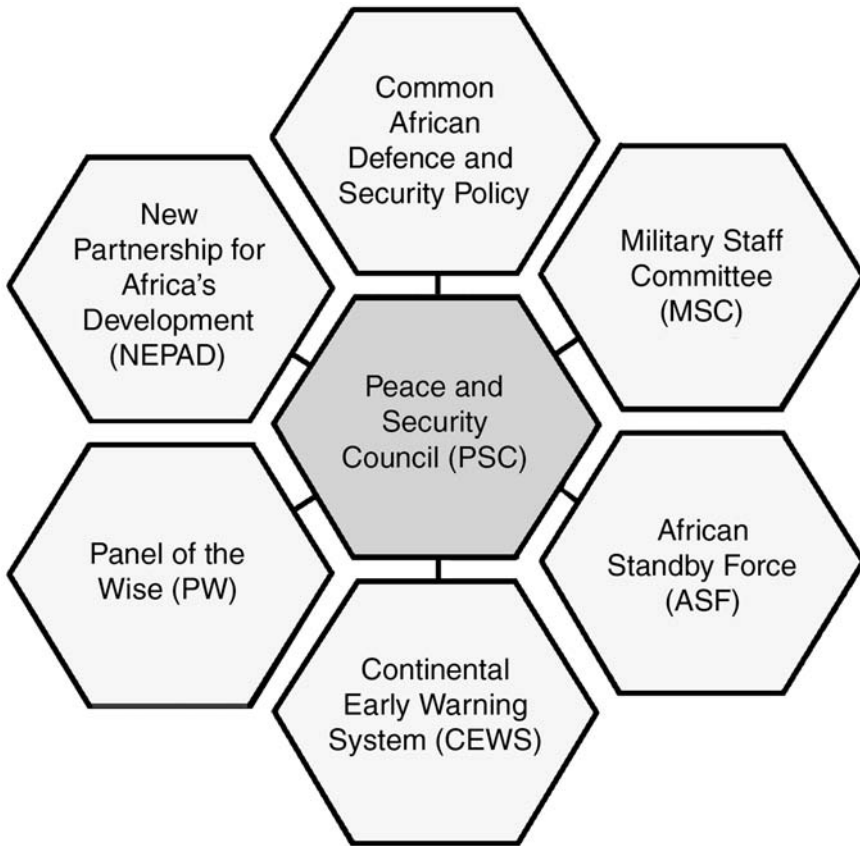 Common
African
Defence and
Security Policy
New
Partnership for
Africa’s
Development
(NEPAD)
Military Staff
Committee
(MSC)
Peace and
Security
Council (PSC)
Panel of the
Wise (PW)
African
Standby Force
(ASF)
Continental
Early Warning
System (CEWS)